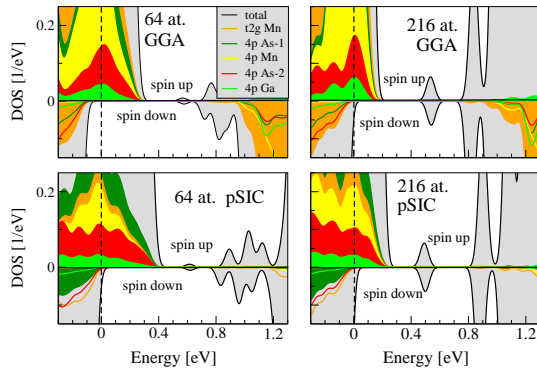 64 at.
GGA
total
t2g Mn
4p As-1
4p Mn
4p As-2
4p Ga
spin up
spin down
DOS [1/eV]
0.2
0
216 at.
GGA
spin up
spin down
64 at. pSIC
spin up
spin down
DOS [1/eV]
0.2
0
0 0.4 0.8 1.2
Energy [eV]
216 at.
pSIC
spin up
spin down
0 0.4 0.8 1.2
Energy [eV]